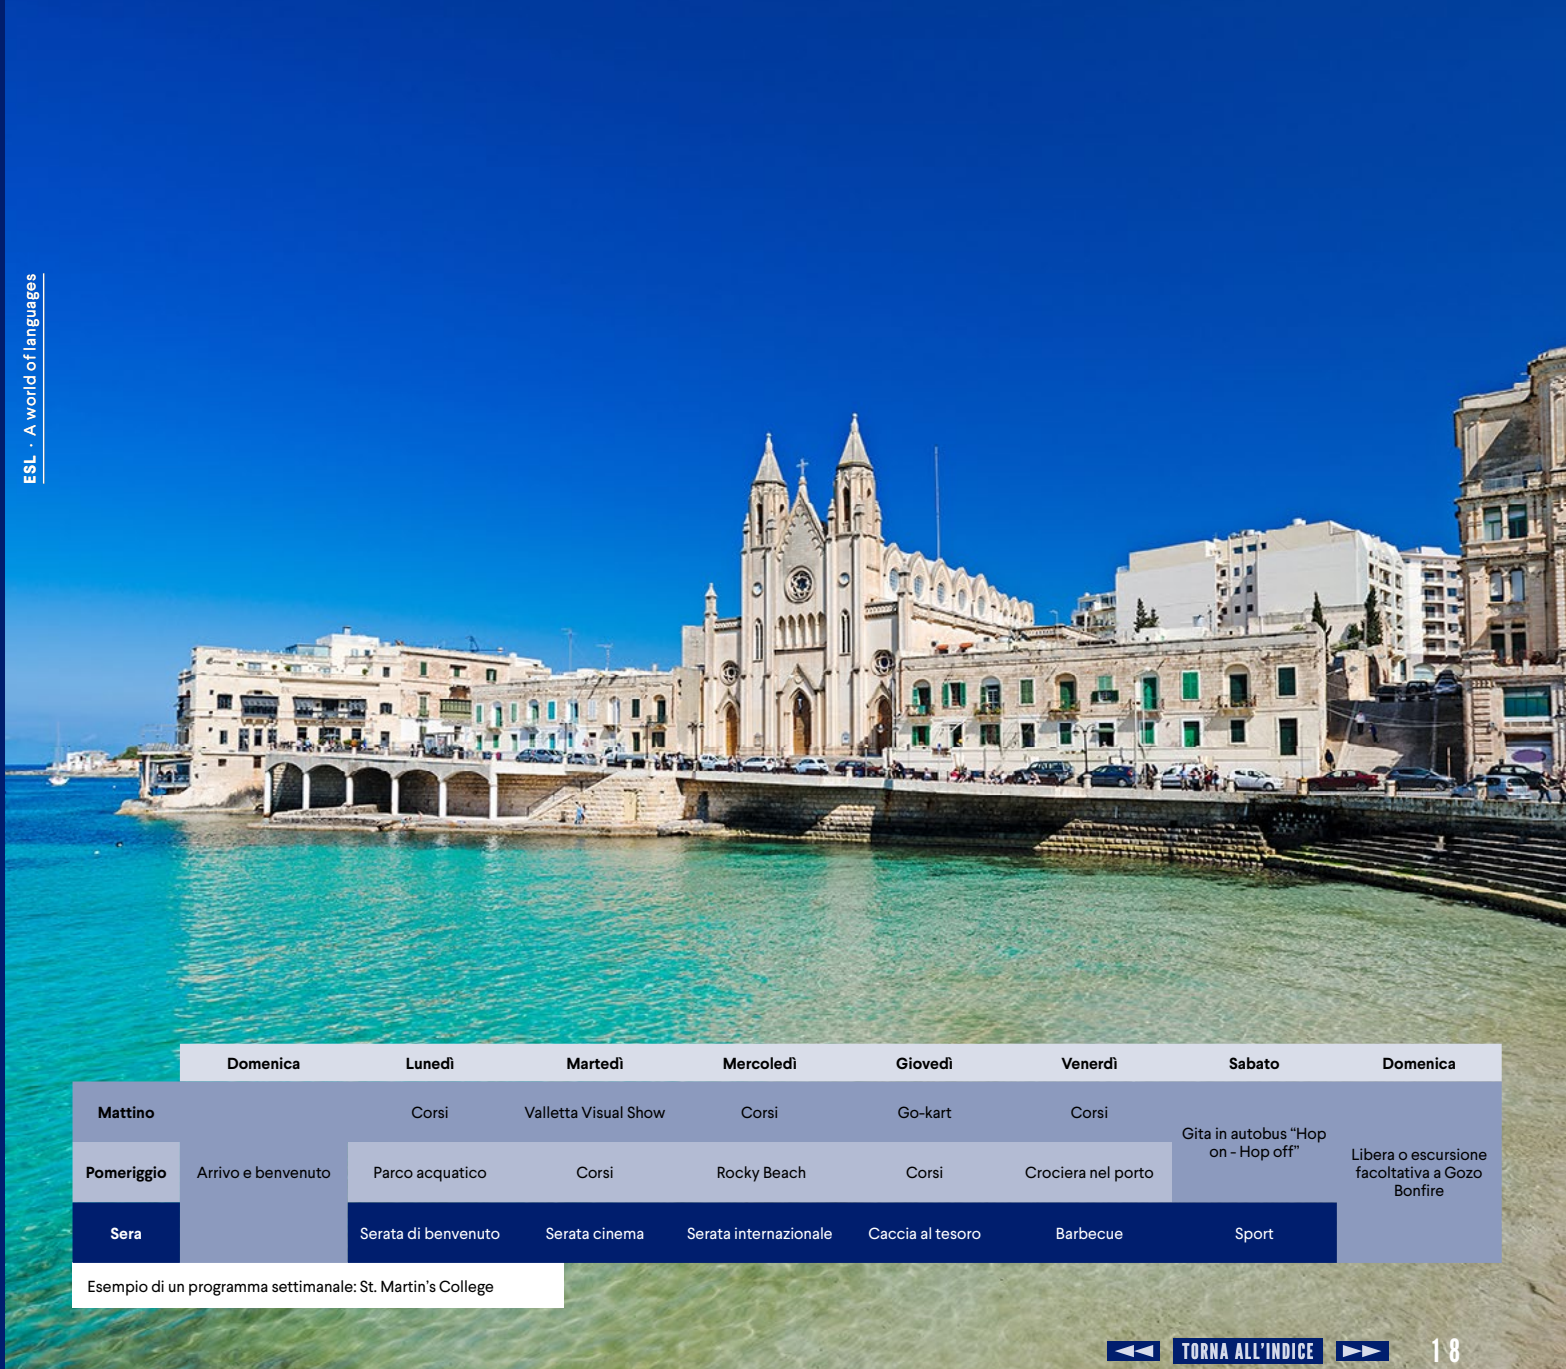 ESL · A world of languages
Domenica Lunedì Martedì Mercoledì Giovedì Venerdì Sabato Domenica
Mattino Corsi Valletta Visual Show Corsi Go-kart Corsi
Gita in autobus “Hop
on - Hop off”
Pomeriggio Arrivo e benvenuto Parco acquatico Corsi Rocky Beach Corsi Crociera nel porto
Libera o escursione
facoltativa a Gozo
Bonfire
Sera Serata di benvenuto Serata cinema Serata internazionale Caccia al tesoro Barbecue Sport
Esempio di un programma settimanale: St. Martin’s College
TORNA ALL’INDICE
18